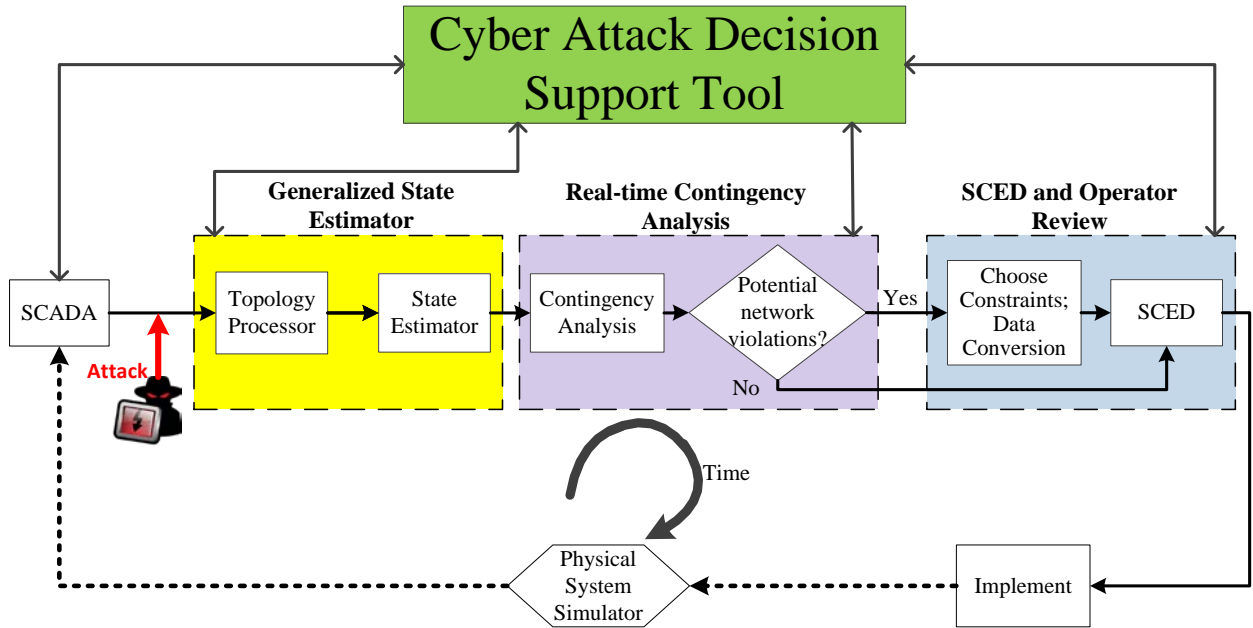 Cyber Attack Decision
Support Tool
Generalized State
Estimator
Real-time Contingency
Analysis
SCED and Operator
Review
SCADA
Attack
Topology
Processor
State
Estimator
Contingency
Analysis
Potential
network
violations?
Yes
No
Choose
Constraints;
Data
Conversion
SCED
Time
Physical
System
Simulator
Implement